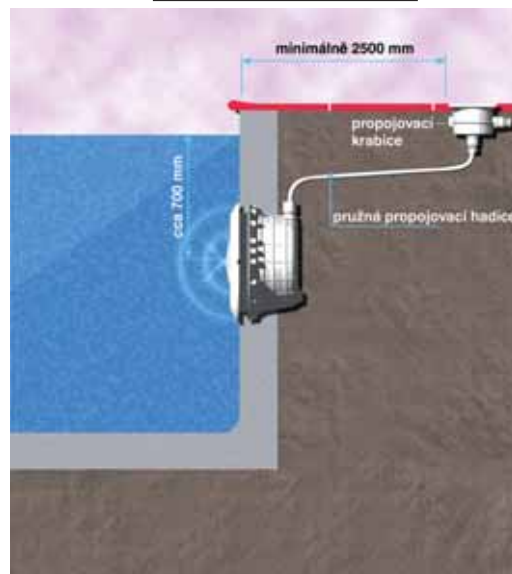 minimálně 2500 mm
propojovací
krabice
cca 700 mm
pružná propojovací hadice